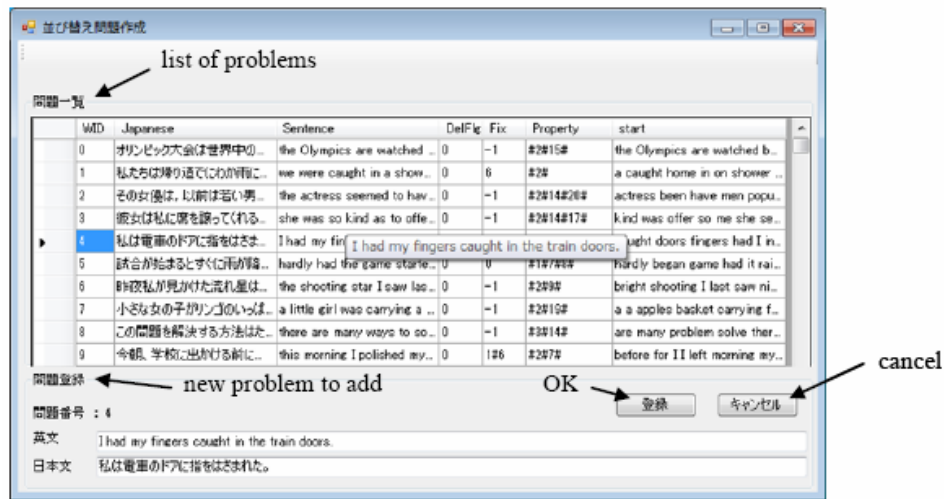 並び替え問題作成
list of problems
問題一覧
WID Japanese Sentence DelFlg Fix Property start
0 オリンピック大会は世界中の... the Olympics are watched ... 0 -1 #2#15# the Olympics are watched b...
1 私たちは帰り道でにわか雨に... we were caught in a show... 0 6 #2# a caught home in on shower ...
2 その女優は，以前は若い男... the actress seemed to hav... 0 -1 #2#14#20# actress been have men popu...
3 彼女は私に席を譲ってくれる... she was so kind as to offe... 0 -1 #2#14#17# kind was offer so me she se...
4 私は電車のドアに指をはさま... I had my fin I had my fingers caught in the train doors. ught doors fingers had I in...
5 試合が始まるとすぐに雨が降... hardly had the game starte... 0 0 hardly began game had it rai...
6 昨夜私が見かけた流れ星は... the shooting star I saw las... 0 -1 #2#9# bright shooting I last saw ni...
7 小さな女の子がリンゴのいっぱ... a little girl was carrying a ... 0 -1 #2#19# a a apples basket carrying f...
8 この問題を解決する方法はた... there are many ways to so... 0 -1 #3#14# are many problem solve ther...
9 今朝、学校に出かける前に... this morning I polished my... 0 1#6 #2#7# before for I I left morning my...
問題登録 new problem to add OK cancel
登録 キャンセル
問題番号 : 4
英文 I had my fingers caught in the train doors.
日本文 私は電車のドアに指をはさまれた。